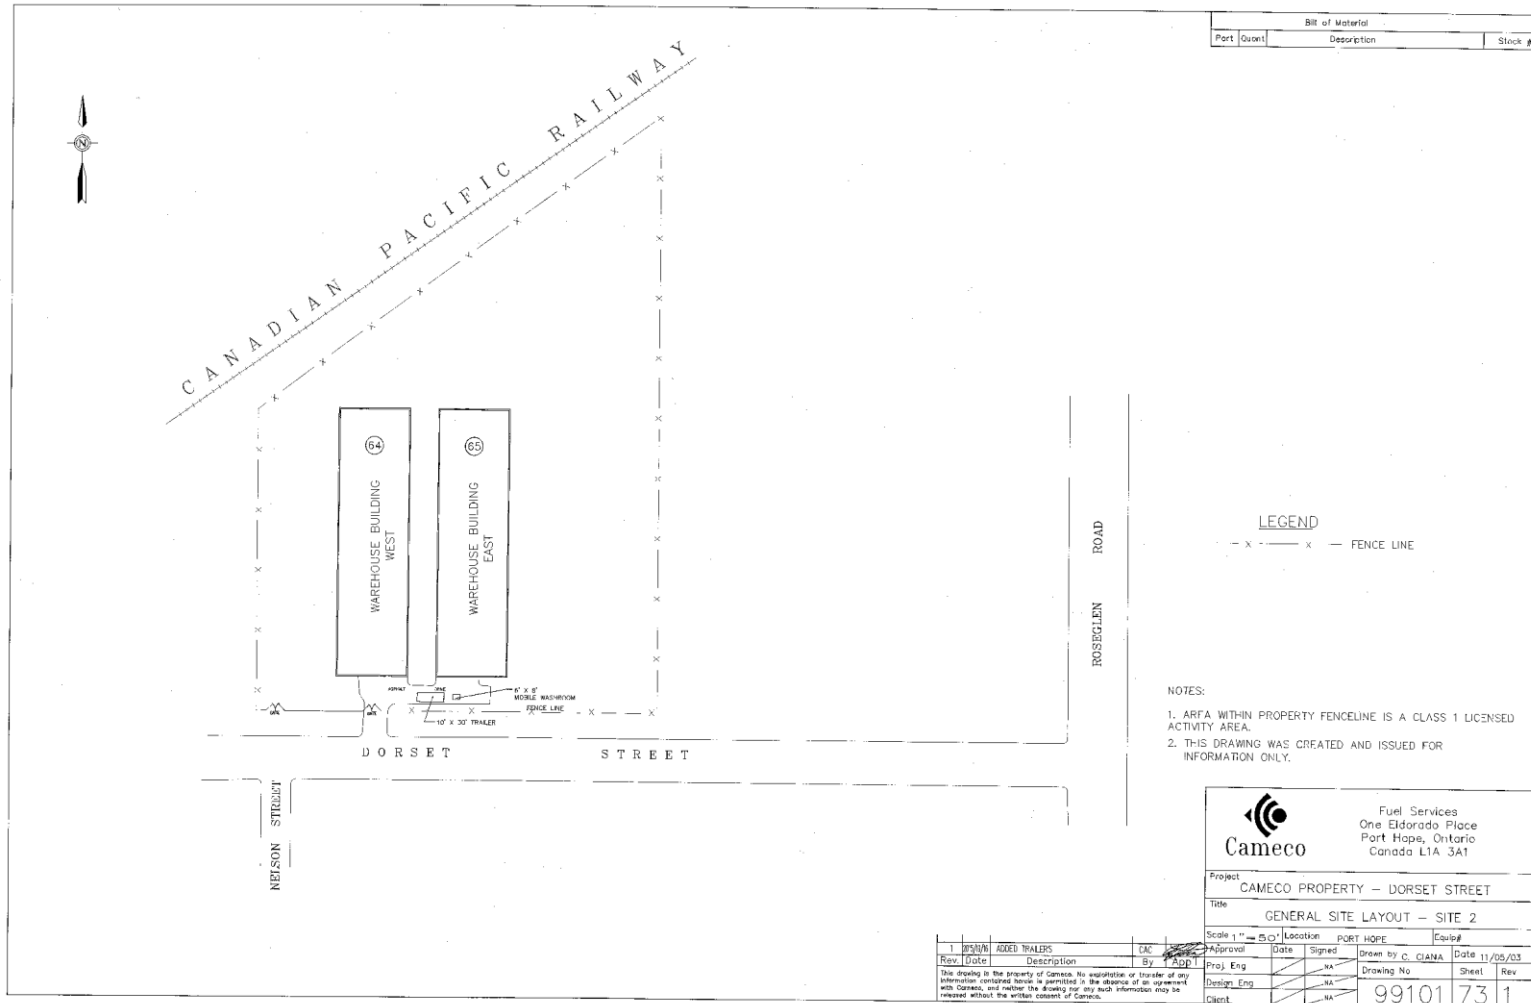 Bill of Material
Part Quant Description Stock #
N
CANADIAN PACIFIC RAILWAY
64
WAREHOUSE BUILDING
WEST
65
WAREHOUSE BUILDING
EAST
ROSEGLEN ROAD
LEGEND
x x FENCE LINE
ASPHALT DRIVE
6' X 8'
MOBILE WASHROOM
FENCE LINE
10' X 30' TRAILER
GATE
GATE
DORSET STREET
NELSON STREET
NOTES:
1. AREA WITHIN PROPERTY FENCELINE IS A CLASS 1 LICENSED
ACTIVITY AREA.
2. THIS DRAWING WAS CREATED AND ISSUED FOR
INFORMATION ONLY.
Cameco
Fuel Services
One Eldorado Place
Port Hope, Ontario
Canada L1A 3A1
Project
CAMECO PROPERTY – DORSET STREET
Title
GENERAL SITE LAYOUT – SITE 2
Scale 1" = 50' Location PORT HOPE Equip#
Approval Date Signed Drawn by C. CIANA Date 11/05/03
Proj. Eng NA Drawing No Sheet Rev
Design Eng NA
Client NA 99101 73 1
1 ADDED TRAILERS CAC
Rev. Date Description By App'l
This drawing is the property of Cameco. No exploitation or transfer of any
information contained herein is permitted in the absence of an agreement
with Cameco, and neither the drawing nor any such information may be
released without the written consent of Cameco.